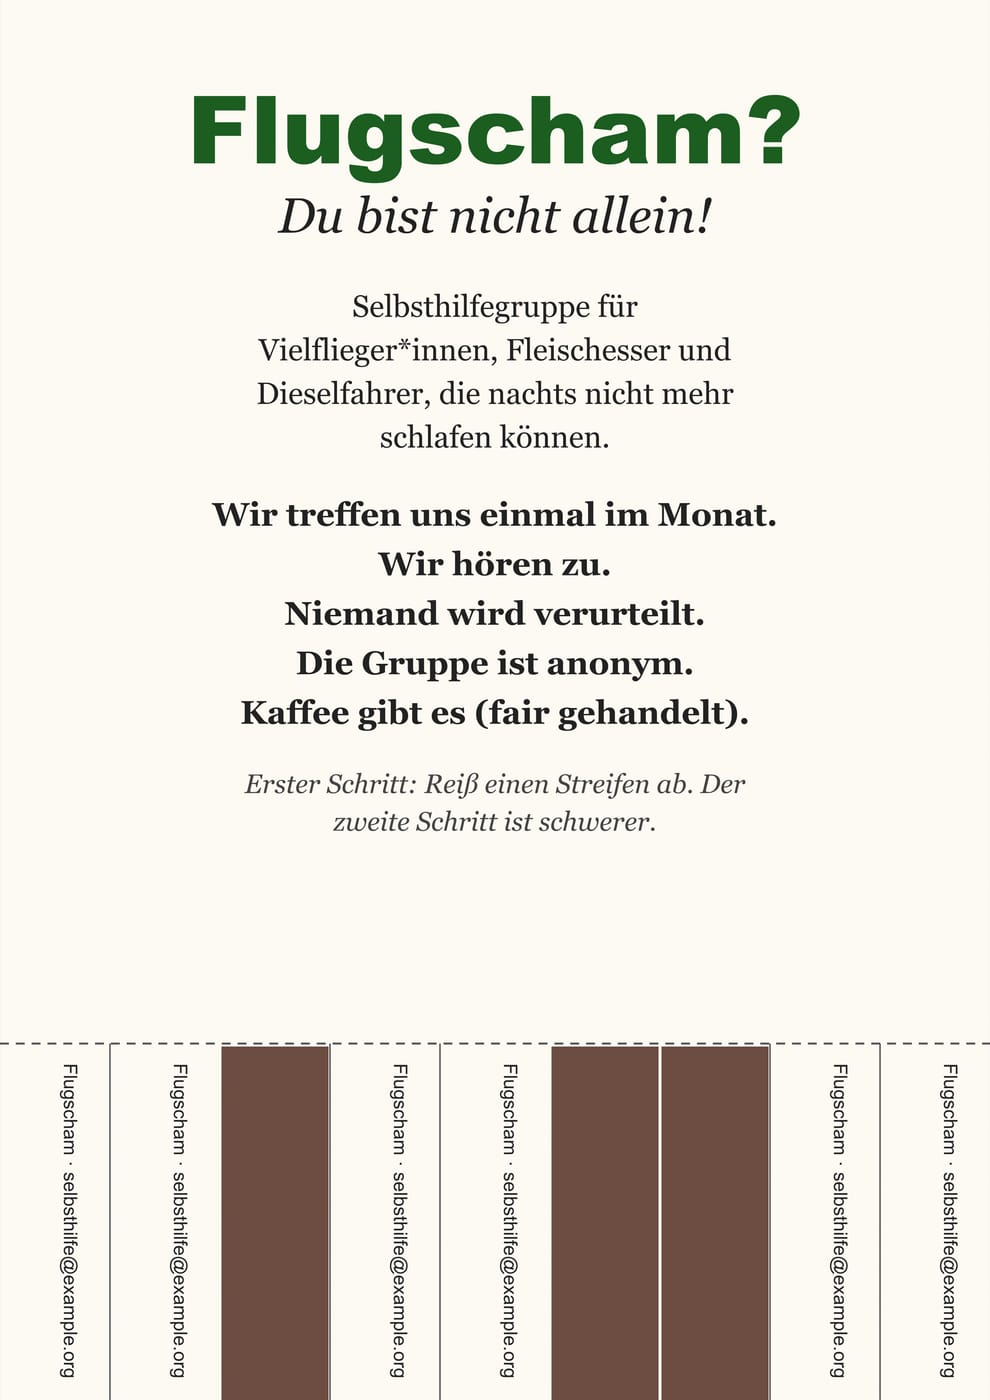 Flugscham?
Du bist nicht allein!
Selbsthilfegruppe für
Vielflieger*innen, Fleischesser und
Dieselfahrer, die nachts nicht mehr
schlafen können.
Wir treffen uns einmal im Monat.
Wir hören zu.
Niemand wird verurteilt.
Die Gruppe ist anonym.
Kaffee gibt es (fair gehandelt).
Erster Schritt: Reiß einen Streifen ab. Der
zweite Schritt ist schwerer.
Flugscham · selbsthilfe@example.org
Flugscham · selbsthilfe@example.org
Flugscham · selbsthilfe@example.org
Flugscham · selbsthilfe@example.org
Flugscham · selbsthilfe@example.org
Flugscham · selbsthilfe@example.org